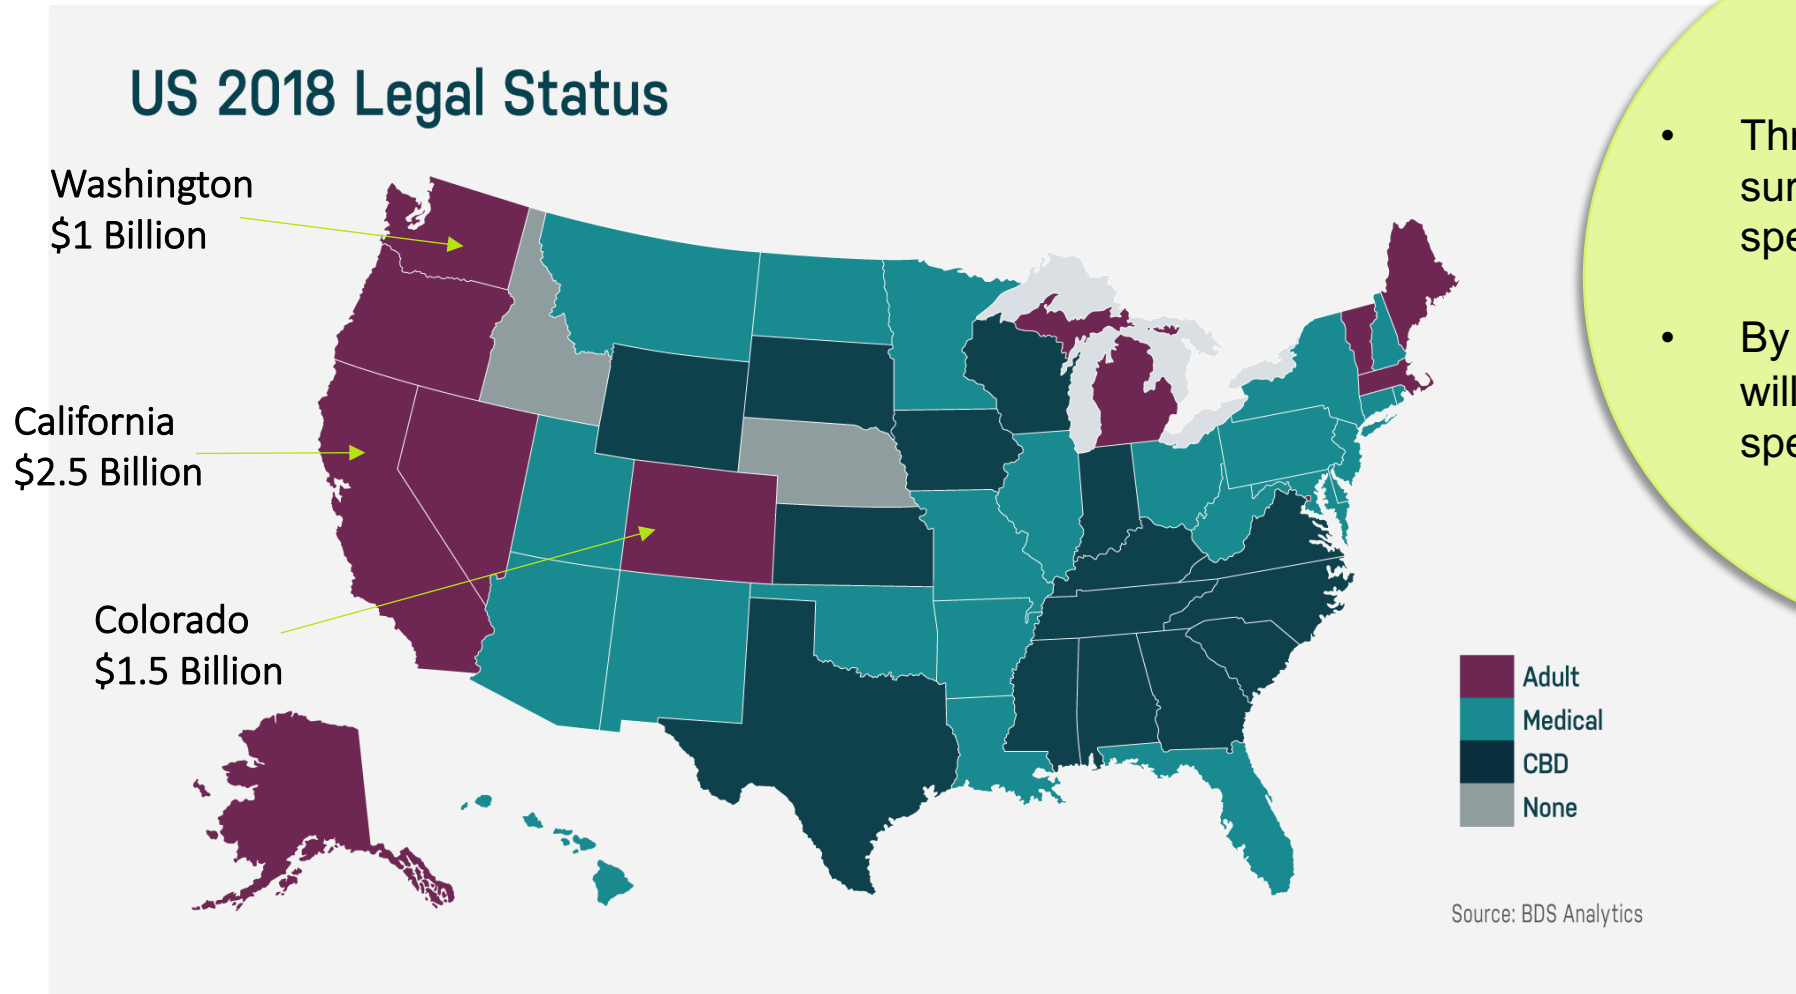 US 2018 Legal Status
Washington
$1 Billion
California
$2.5 Billion
Colorado
$1.5 Billion
Adult
Medical
CBD
None
Source: BDS Analytics
•
•
By